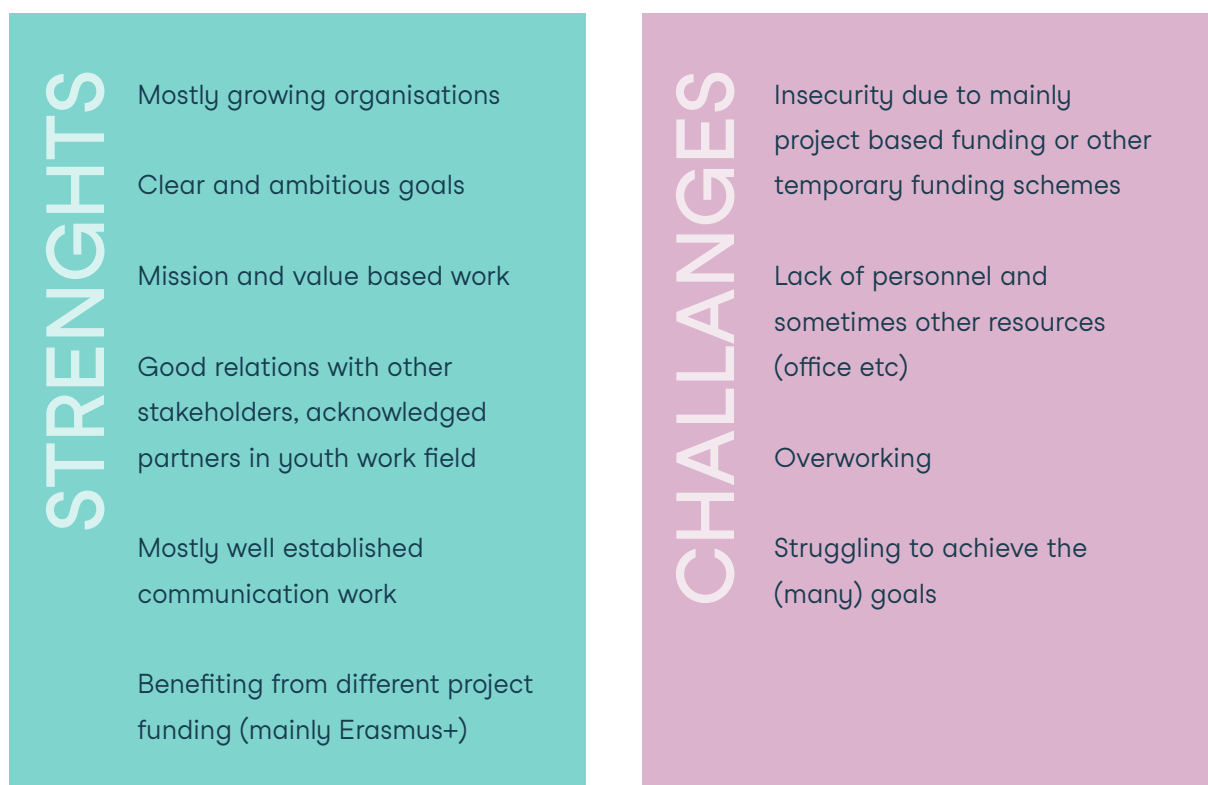 STRENGHTS
Mostly growing organisations
Clear and ambitious goals
Mission and value based work
Good relations with other
stakeholders, acknowledged
partners in youth work field
Mostly well established
communication work
Benefiting from different project
funding (mainly Erasmus+)
CHALLANGES
Insecurity due to mainly
project based funding or other
temporary funding schemes
Lack of personnel and
sometimes other resources
(office etc)
Overworking
Struggling to achieve the
(many) goals